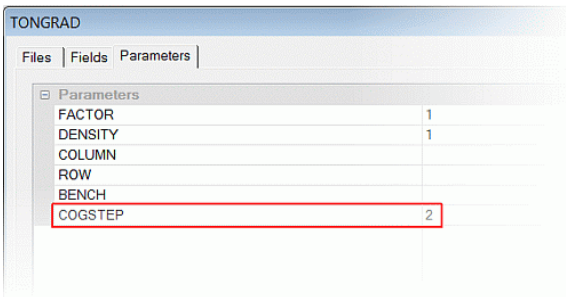 TONGRAD
Files Fields Parameters
Parameters
FACTOR 1
DENSITY 1
COLUMN
ROW
BENCH
COGSTEP 2